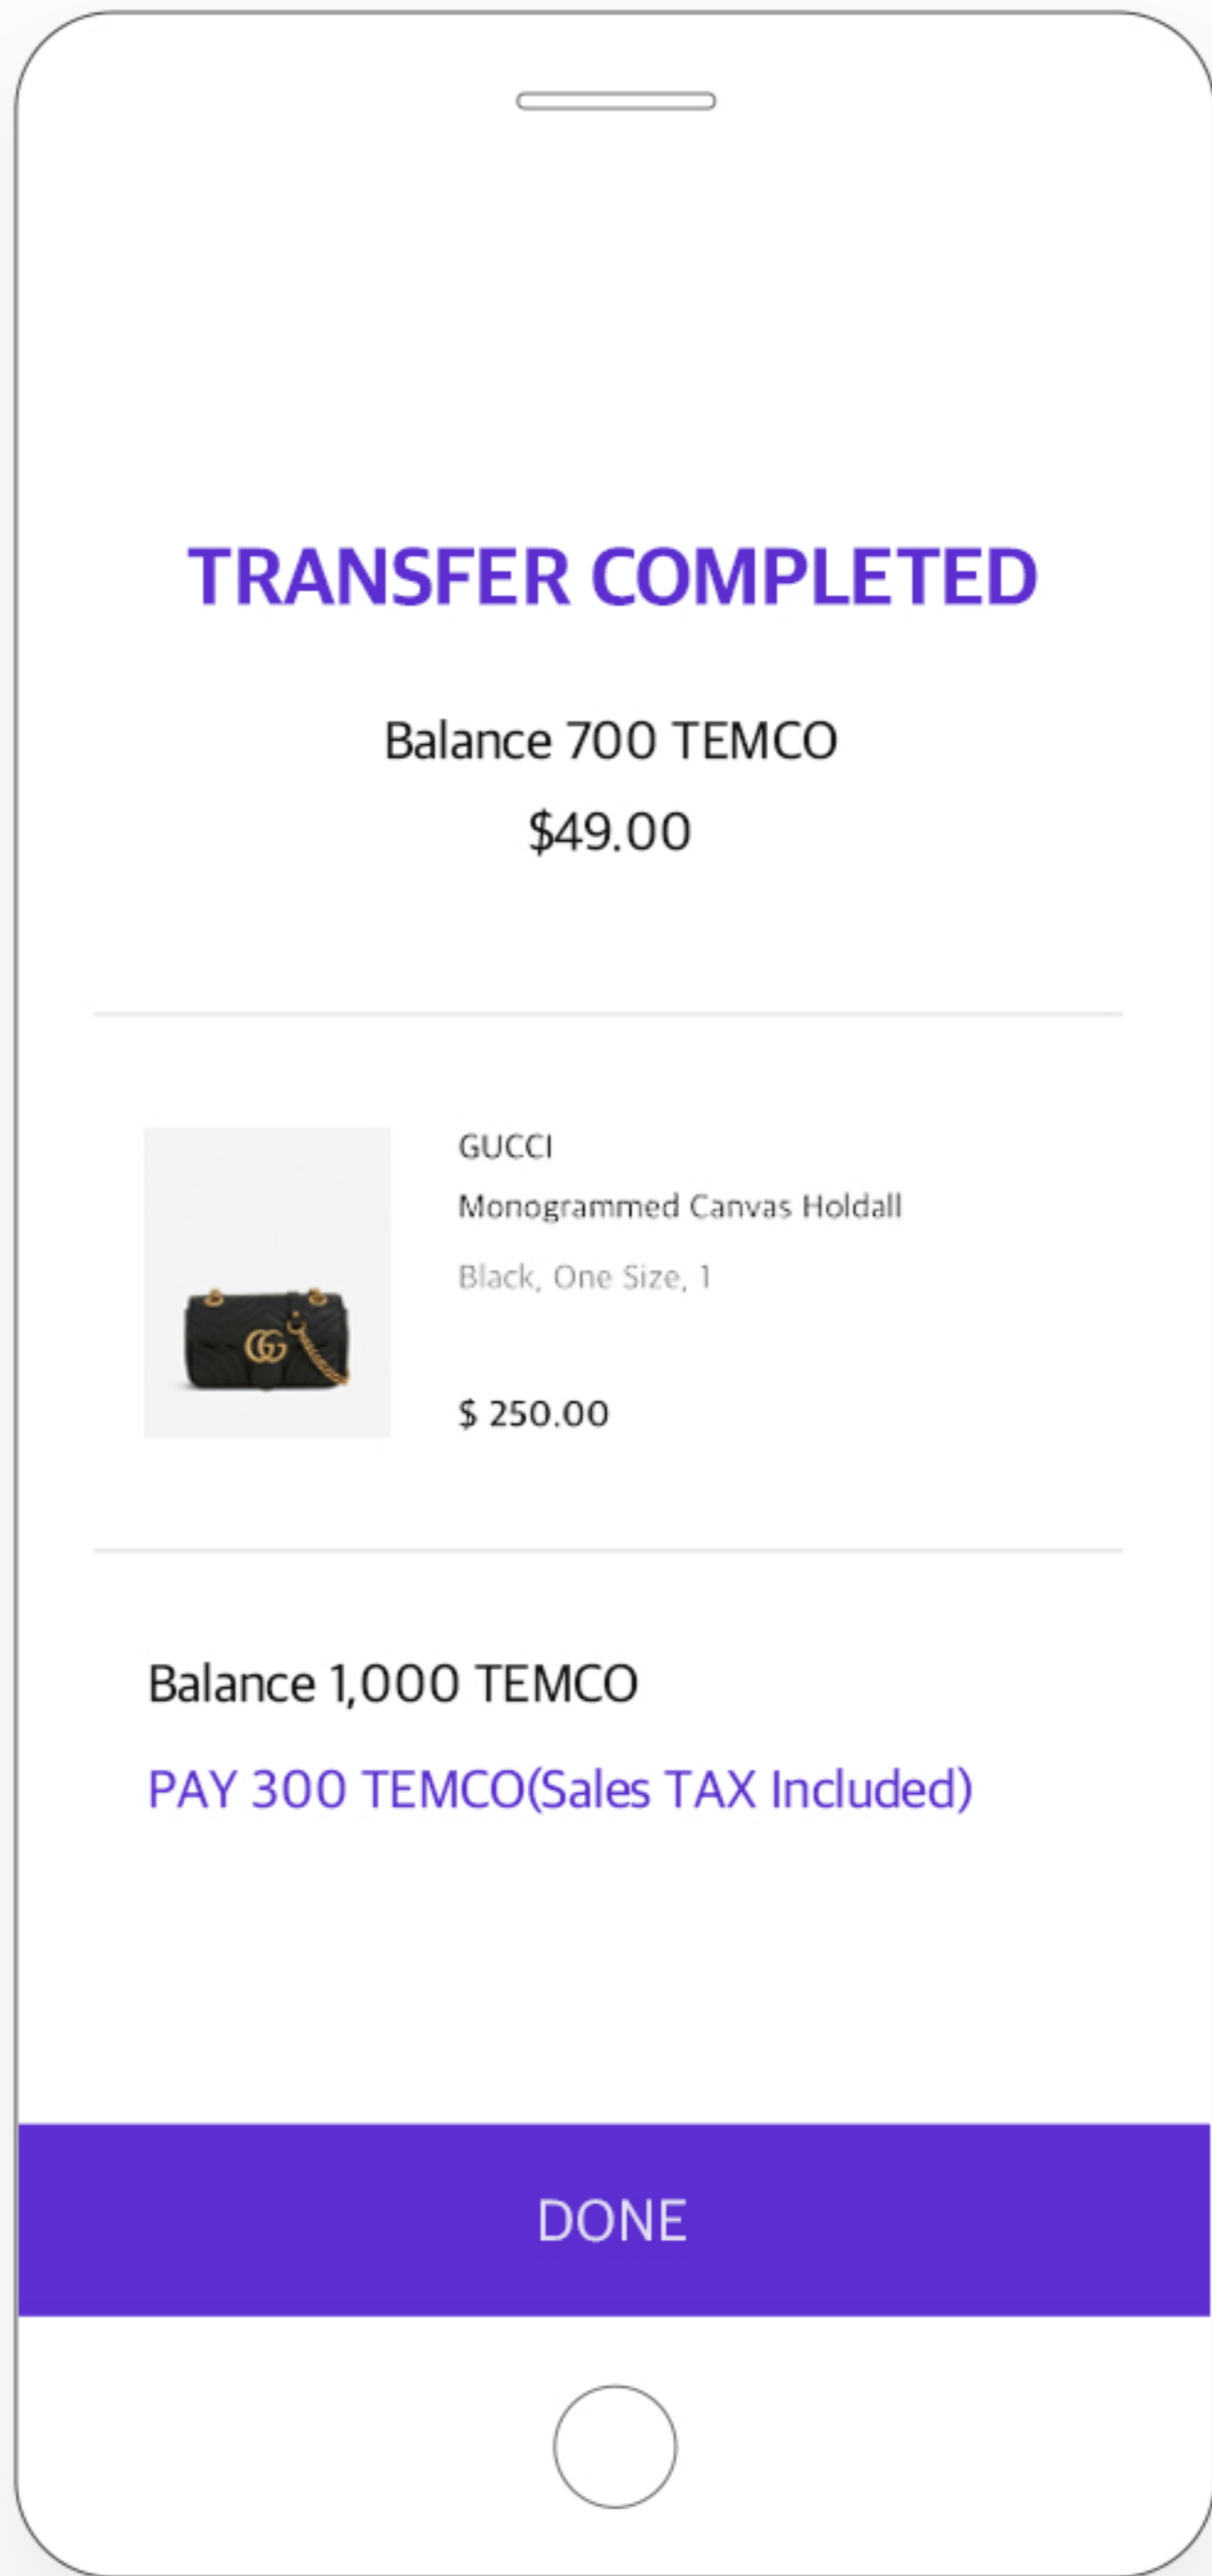 TRANSFER COMPLETED
Balance 700 TEMCO
$49.00
GUCCI
Monogrammed Canvas Holdall
Black, One Size, 1
$ 250.00
Balance 1,000 TEMCO
PAY 300 TEMCO(Sales TAX Included)
DONE